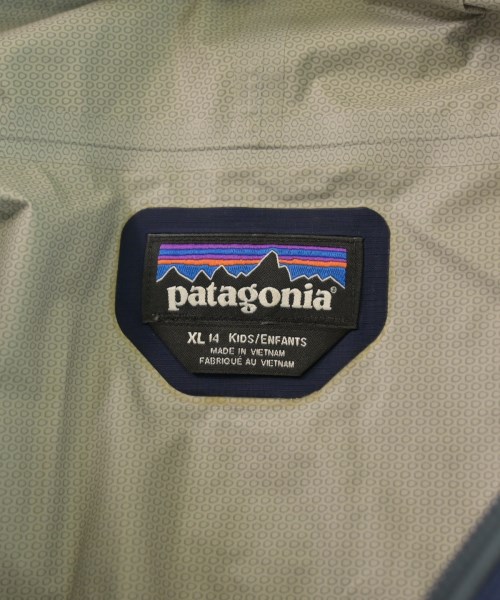 patagonia®
XL 14 KIDS/ENFANTS
MADE IN VIETNAM
FABRIQUÉ AU VIETNAM